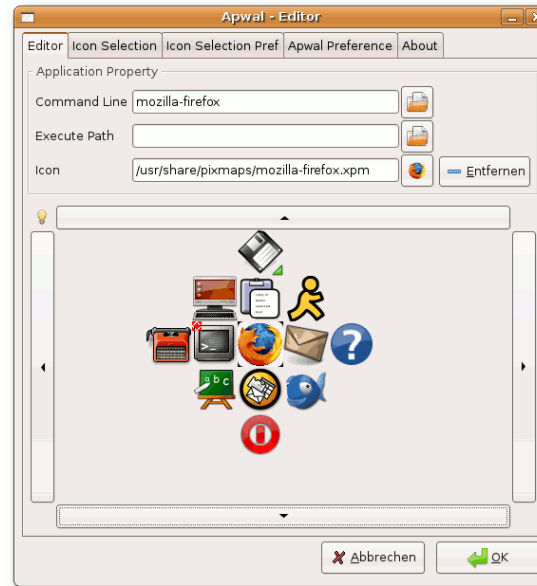 Apwal - Editor
Editor Icon Selection Icon Selection Pref Apwal Preference About
Application Property
Command Line mozilla-firefox
Execute Path
Icon /usr/share/pixmaps/mozilla-firefox.xpm Entfernen
>_
a b c
Abbrechen OK